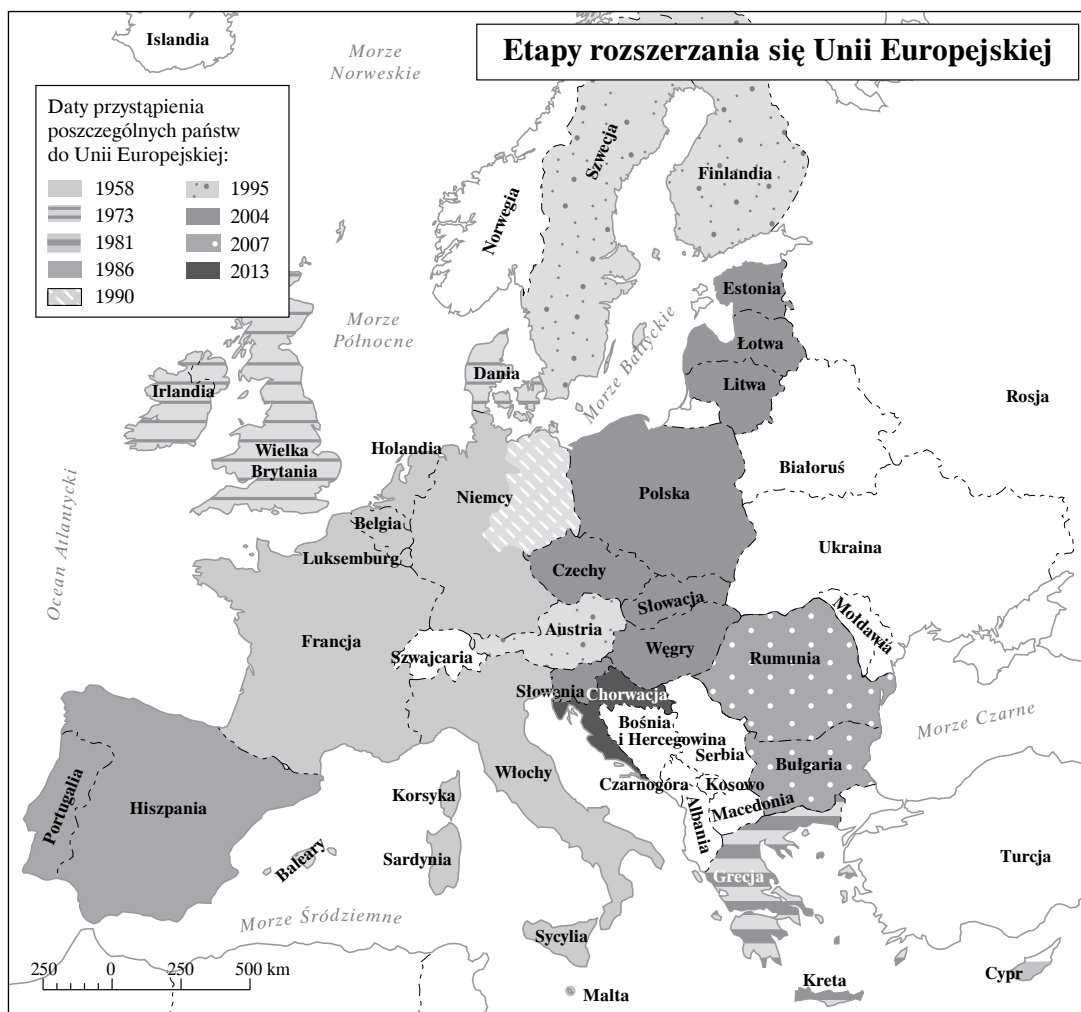 Etapy rozszerzania się Unii Europejskiej
Islandia
Morze
Norweskie
Daty przystąpienia
poszczególnych państw
do Unii Europejskiej:
1958
1973
1981
1986
1990
1995
2004
2007
2013
Szwecja
Finlandia
Norwegia
Estonia
Morze
Północne
Morze Bałtyckie
Łotwa
Dania
Litwa
Irlandia
Rosja
Holandia
Wielka
Brytania
Białoruś
Niemcy
Polska
Ocean Atlantycki
Belgia
Ukraina
Luksemburg
Czechy
Słowacja
Mołdawia
Austria
Francja
Węgry
Szwajcaria
Rumunia
Słowenia
Chorwacja
Bośnia
i Hercegowina
Morze Czarne
Serbia
Włochy
Bułgaria
Czarnogóra
Kosowo
Korsyka
Macedonia
Portugalia
Hiszpania
Albania
Baleary
Sardynia
Turcja
Grecja
Morze Śródziemne
Sycylia
250 0 250 500 km
Kreta
Cypr
Malta